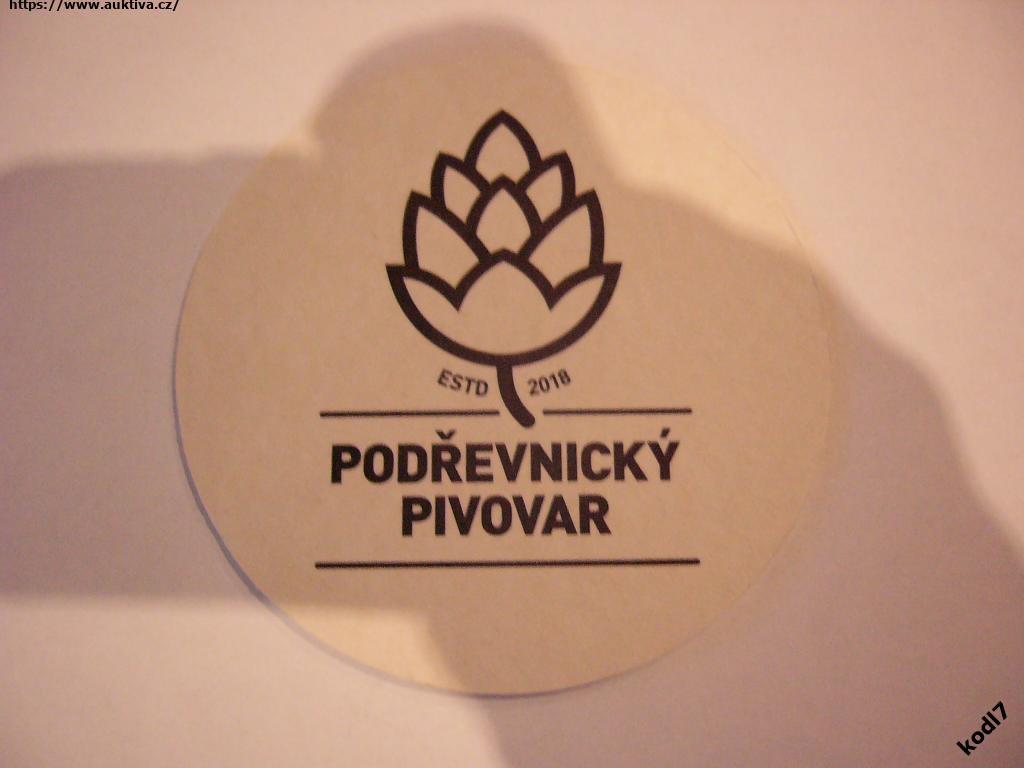 https://www.auktiva.cz/
ESTD 2018
PODŘEVNICKÝ
PIVOVAR
kodl7